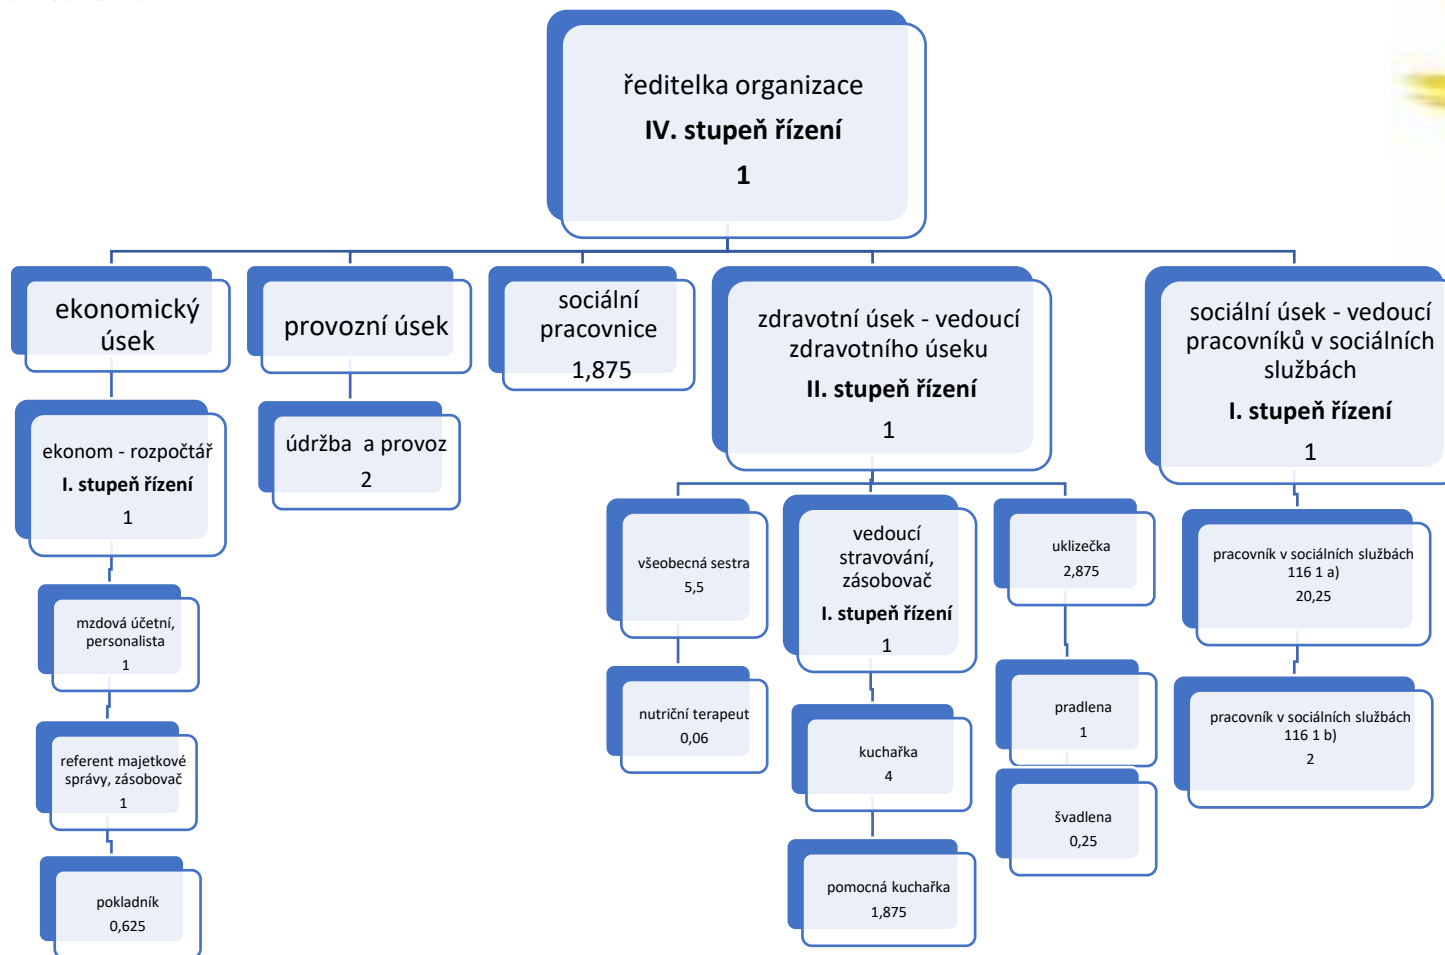 ředitelka organizace
IV. stupeň řízení
1
ekonomický
úsek
provozní úsek
sociální
pracovnice
1,875
zdravotní úsek - vedoucí
zdravotního úseku
II. stupeň řízení
1
sociální úsek - vedoucí
pracovníků v sociálních
službách
I. stupeň řízení
1
ekonom - rozpočtář
I. stupeň řízení
1
údržba a provoz
2
mzdová účetní,
personalista
1
referent majetkové
správy, zásobovač
1
pokladník
0,625
všeobecná sestra
5,5
nutriční terapeut
0,06
vedoucí
stravování,
zásobovač
I. stupeň řízení
1
kuchařka
4
pomocná kuchařka
1,875
uklizečka
2,875
pradlena
1
švadlena
0,25
pracovník v sociálních službách
116 1 a)
20,25
pracovník v sociálních službách
116 1 b)
2